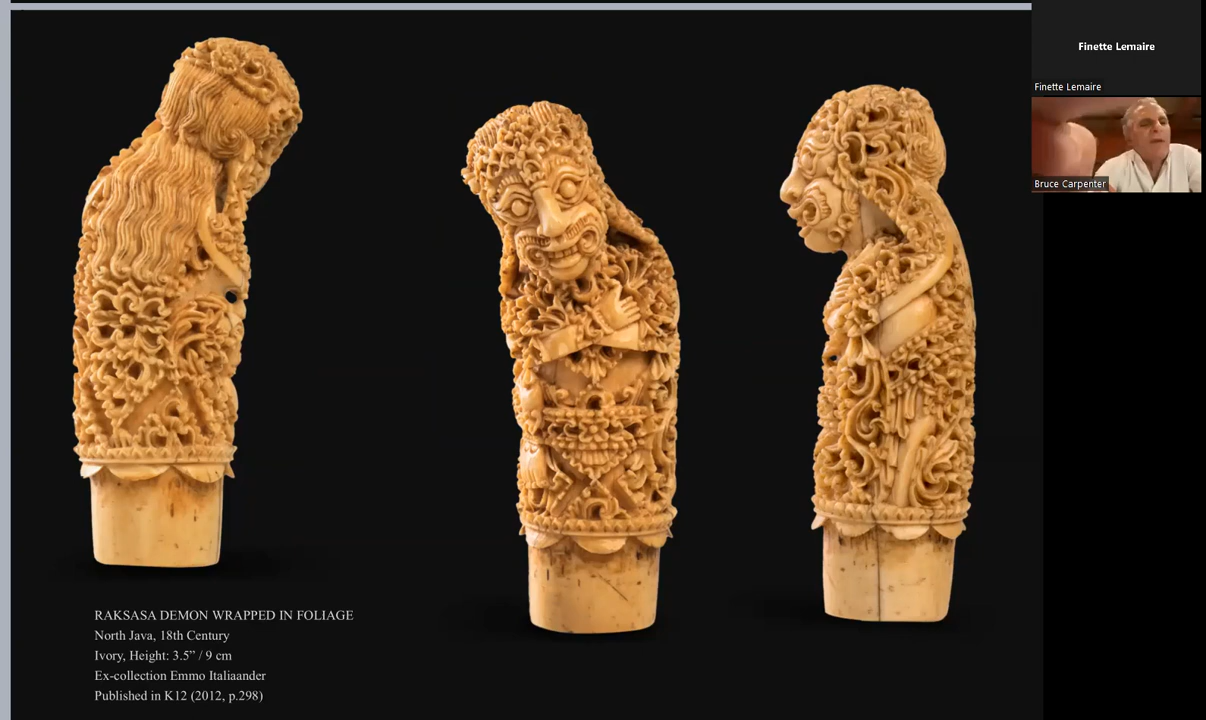 Finette Lemaire
Finette Lemaire
Bruce Carpenter
RAKSASA DEMON WRAPPED IN FOLIAGE
North Java, 18th Century
Ivory, Height: 3.5” / 9 cm
Ex-collection Emmo Italiaander
Published in K12 (2012, p.298)